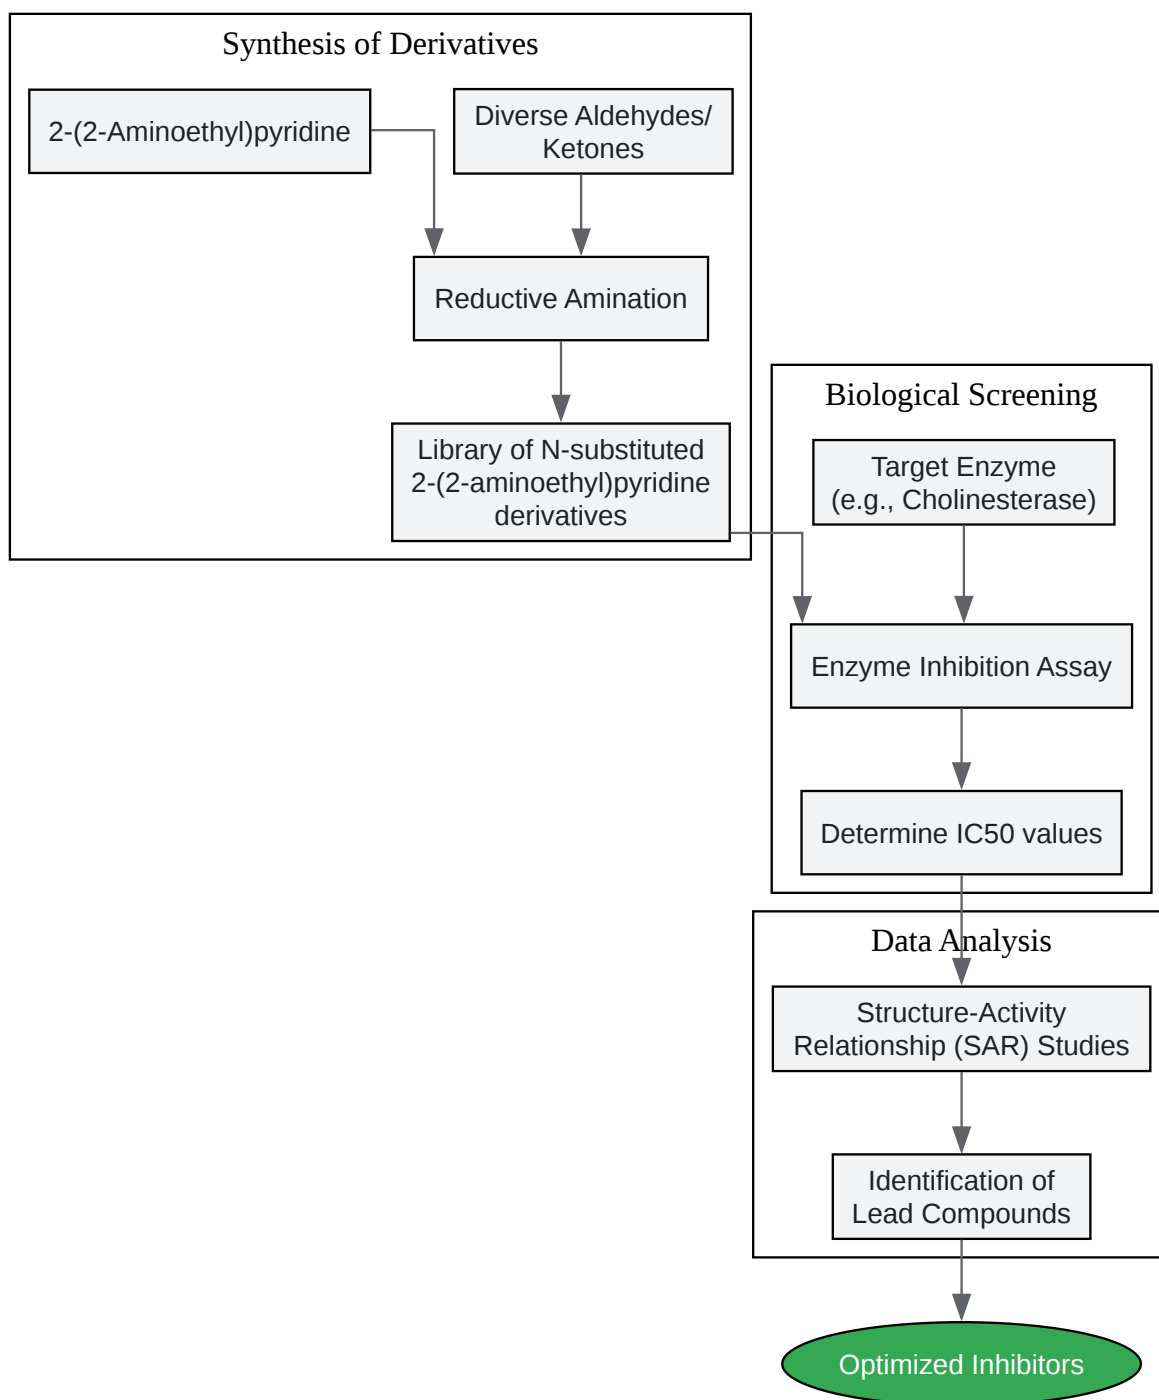 Synthesis of Derivatives
2-(2-Aminoethyl)pyridine
Diverse Aldehydes/
Ketones
Reductive Amination
Library of N-substituted
2-(2-aminoethyl)pyridine
derivatives
Biological Screening
Target Enzyme
(e.g., Cholinesterase)
Enzyme Inhibition Assay
Determine IC50 values
Data Analysis
Structure-Activity
Relationship (SAR) Studies
Identification of
Lead Compounds
Optimized Inhibitors